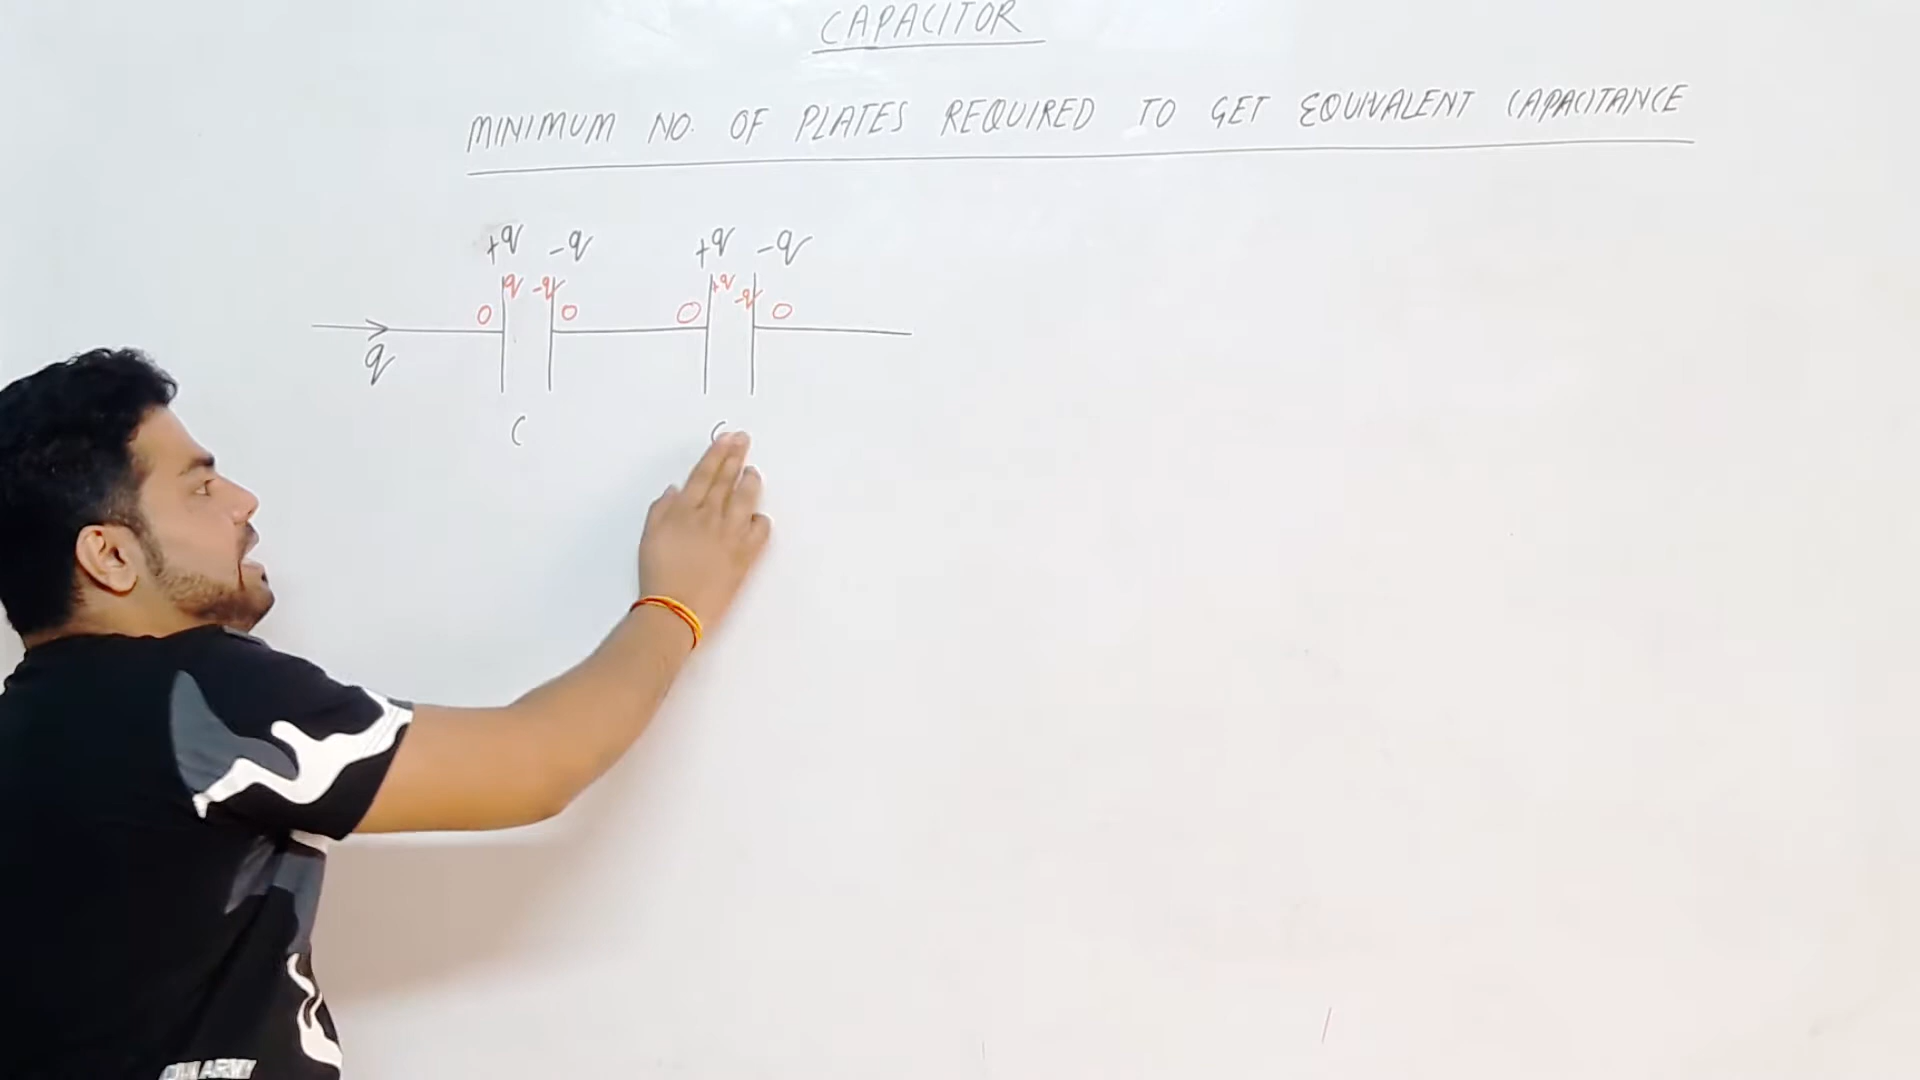 CAPACITOR
MINIMUM NO. OF PLATES REQUIRED TO GET EQUIVALENT CAPACITANCE
+q -q +q -q
q -q +q -q
0 0 0 0
q
C C